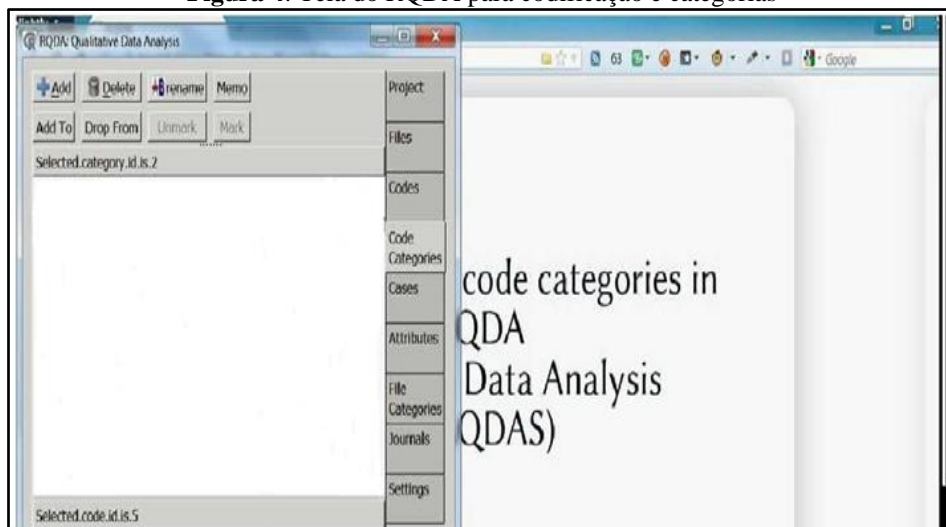 Figura 4. Tela do RQDA para codificação e categorias
RQDA: Qualitative Data Analysis
Add Delete rename Memo
Add To Drop From Unmark Mark
Selected.category.id.is.2
Selected.code.id.is.5
Project
Files
Codes
Code
Categories
Cases
Attributes
File
Categories
Journals
Settings
63
Google
code categories in
QDA
Data Analysis
QDAS)